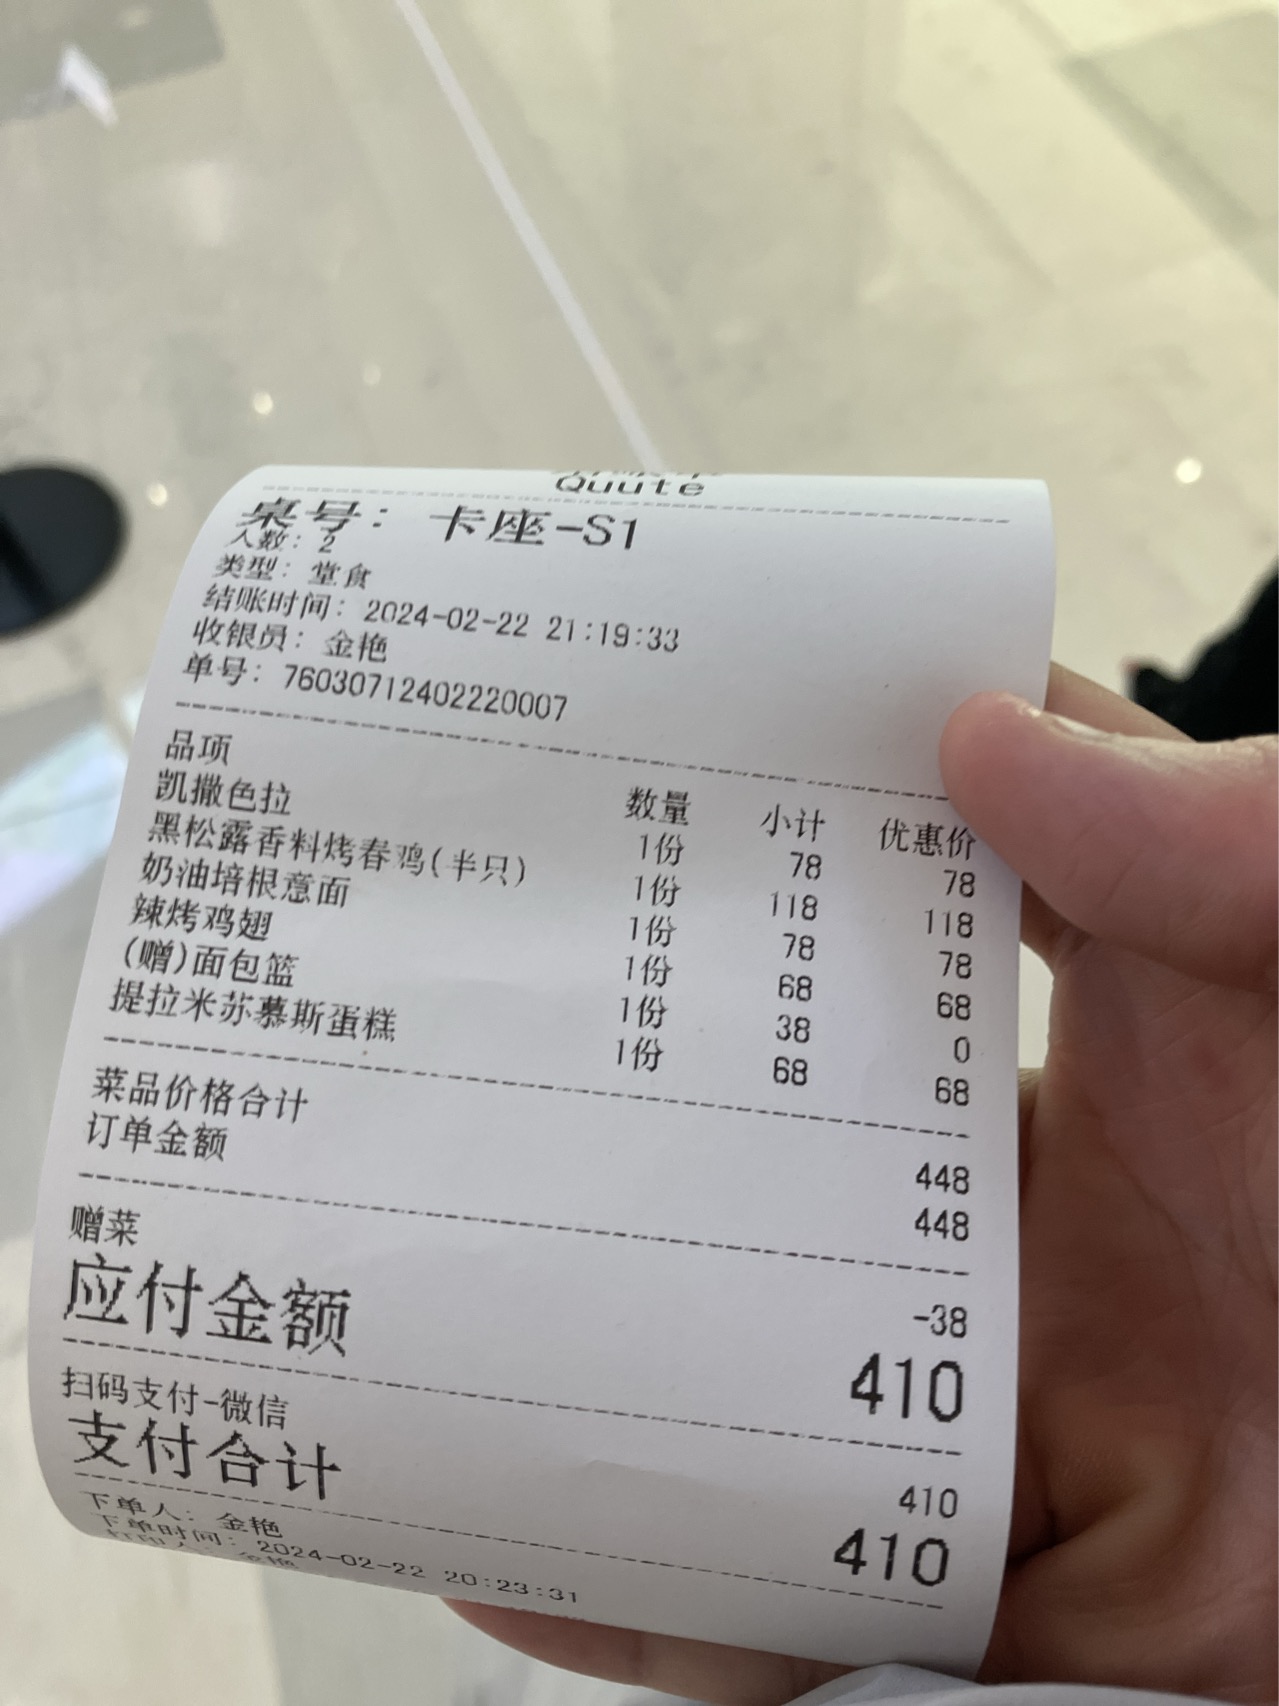 Quute
桌号: 卡座-S1
人数: 2
类型: 堂食
结账时间: 2024-02-22 21:19:33
收银员: 金艳
单号: 76030712402220007
品项 数量 小计 优惠价
凯撒色拉 1份 78 78
黑松露香料烤春鸡(半只) 1份 118 118
奶油培根意面 1份 78 78
辣烤鸡翅 1份 68 68
(赠)面包篮 1份 38 0
提拉米苏慕斯蛋糕 1份 68 68
菜品价格合计 448
订单金额 448
赠菜 -38
应付金额 410
扫码支付-微信 410
支付合计 410
下单人: 金艳
下单时间: 2024-02-22 20:23:31
打印人: 金艳